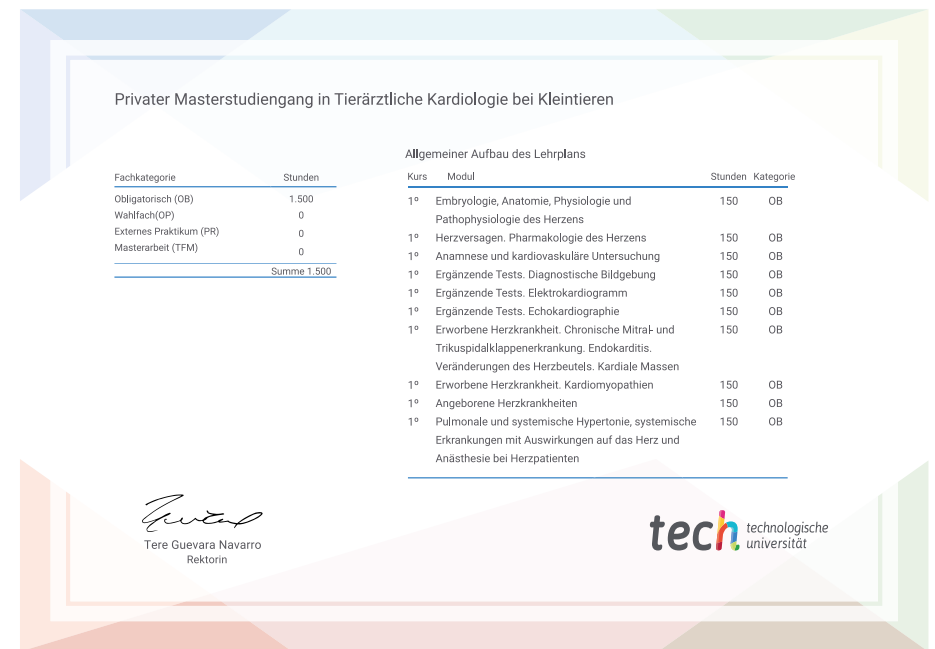 Privater Masterstudiengang in Tierärztliche Kardiologie bei Kleintieren
Fachkategorie Stunden
Obligatorisch (OB) 1.500
Wahlfach(OP) 0
Externes Praktikum (PR) 0
Masterarbeit (TFM) 0
Summe 1.500
Allgemeiner Aufbau des Lehrplans
Kurs Modul Stunden Kategorie
1º Embryologie, Anatomie, Physiologie und 150 OB
Pathophysiologie des Herzens
1º Herzversagen. Pharmakologie des Herzens 150 OB
1º Anamnese und kardiovaskuläre Untersuchung 150 OB
1º Ergänzende Tests. Diagnostische Bildgebung 150 OB
1º Ergänzende Tests. Elektrokardiogramm 150 OB
1º Ergänzende Tests. Echokardiographie 150 OB
1º Erworbene Herzkrankheit. Chronische Mitral- und 150 OB
Trikuspidalklappenerkrankung. Endokarditis.
Veränderungen des Herzbeutels. Kardiale Massen
1º Erworbene Herzkrankheit. Kardiomyopathien 150 OB
1º Angeborene Herzkrankheiten 150 OB
1º Pulmonale und systemische Hypertonie, systemische 150 OB
Erkrankungen mit Auswirkungen auf das Herz und
Anästhesie bei Herzpatienten
Tere Guevara Navarro
Rektorin
tech technologische
universität